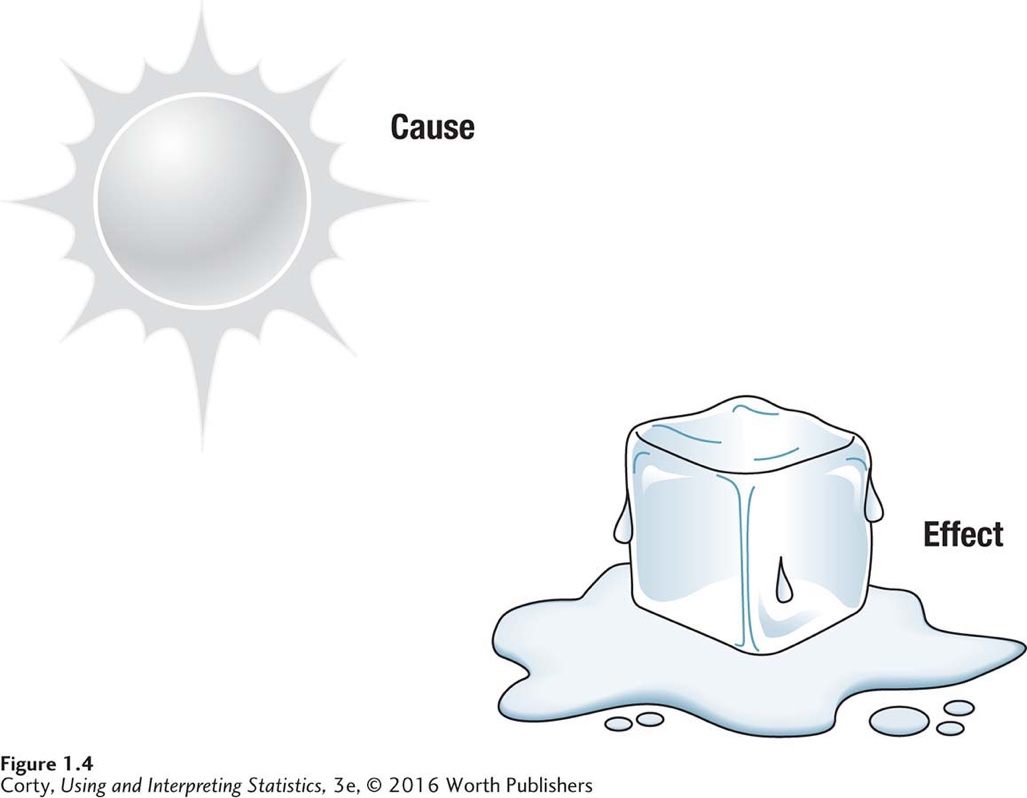 Cause
Effect
Figure 1.4
Corty, Using and Interpreting Statistics, 3e, © 2016 Worth Publishers